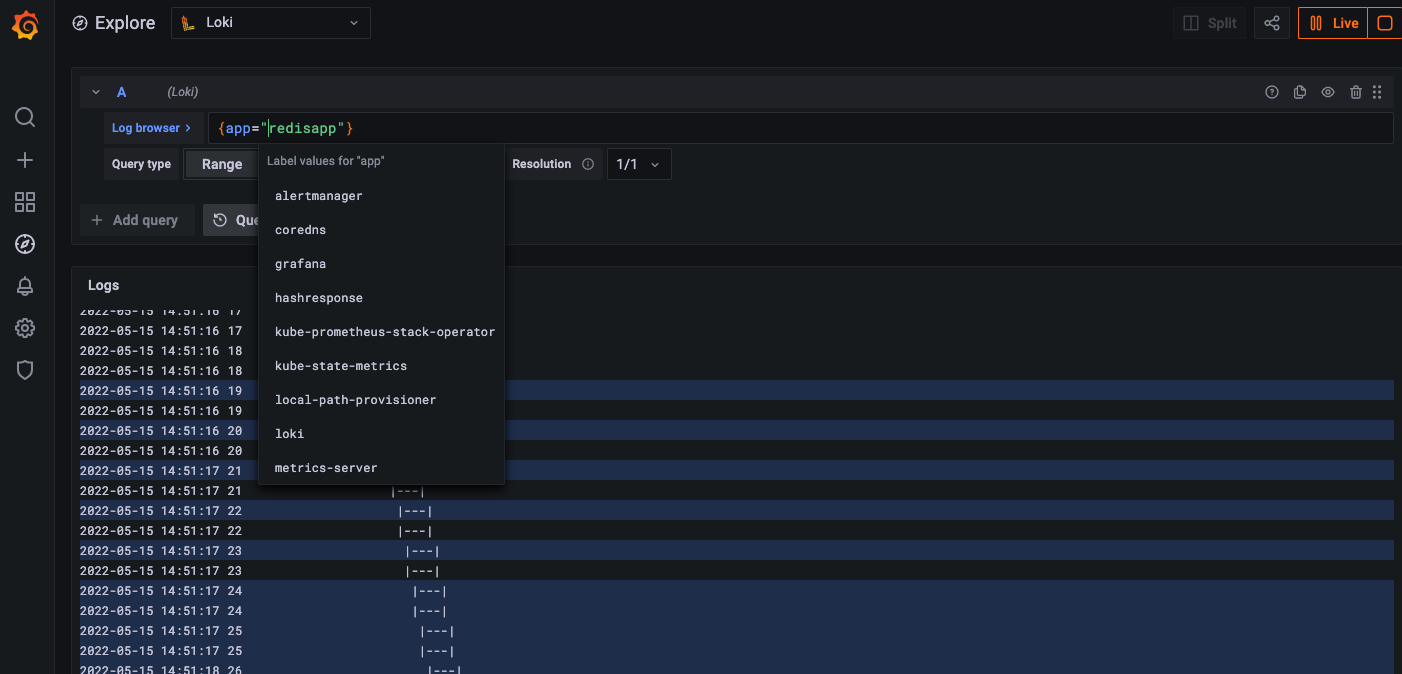 Explore Loki Split Live
A (Loki)
Log browser > {app="redisapp"}
Query type Range Resolution 1/1
Label values for "app"
alertmanager
coredns
grafana
hashresponse
kube-prometheus-stack-operator
kube-state-metrics
local-path-provisioner
loki
metrics-server
+ Add query Que
Logs
2022-05-15 14:51:16 17
2022-05-15 14:51:16 17
2022-05-15 14:51:16 18
2022-05-15 14:51:16 18
2022-05-15 14:51:16 19
2022-05-15 14:51:16 19
2022-05-15 14:51:16 20
2022-05-15 14:51:16 20
2022-05-15 14:51:17 21
2022-05-15 14:51:17 21 |---|
2022-05-15 14:51:17 22 |---|
2022-05-15 14:51:17 22 |---|
2022-05-15 14:51:17 23 |---|
2022-05-15 14:51:17 23 |---|
2022-05-15 14:51:17 24 |---|
2022-05-15 14:51:17 24 |---|
2022-05-15 14:51:17 25 |---|
2022-05-15 14:51:17 25 |---|
2022-05-15 14:51:18 26 |---|